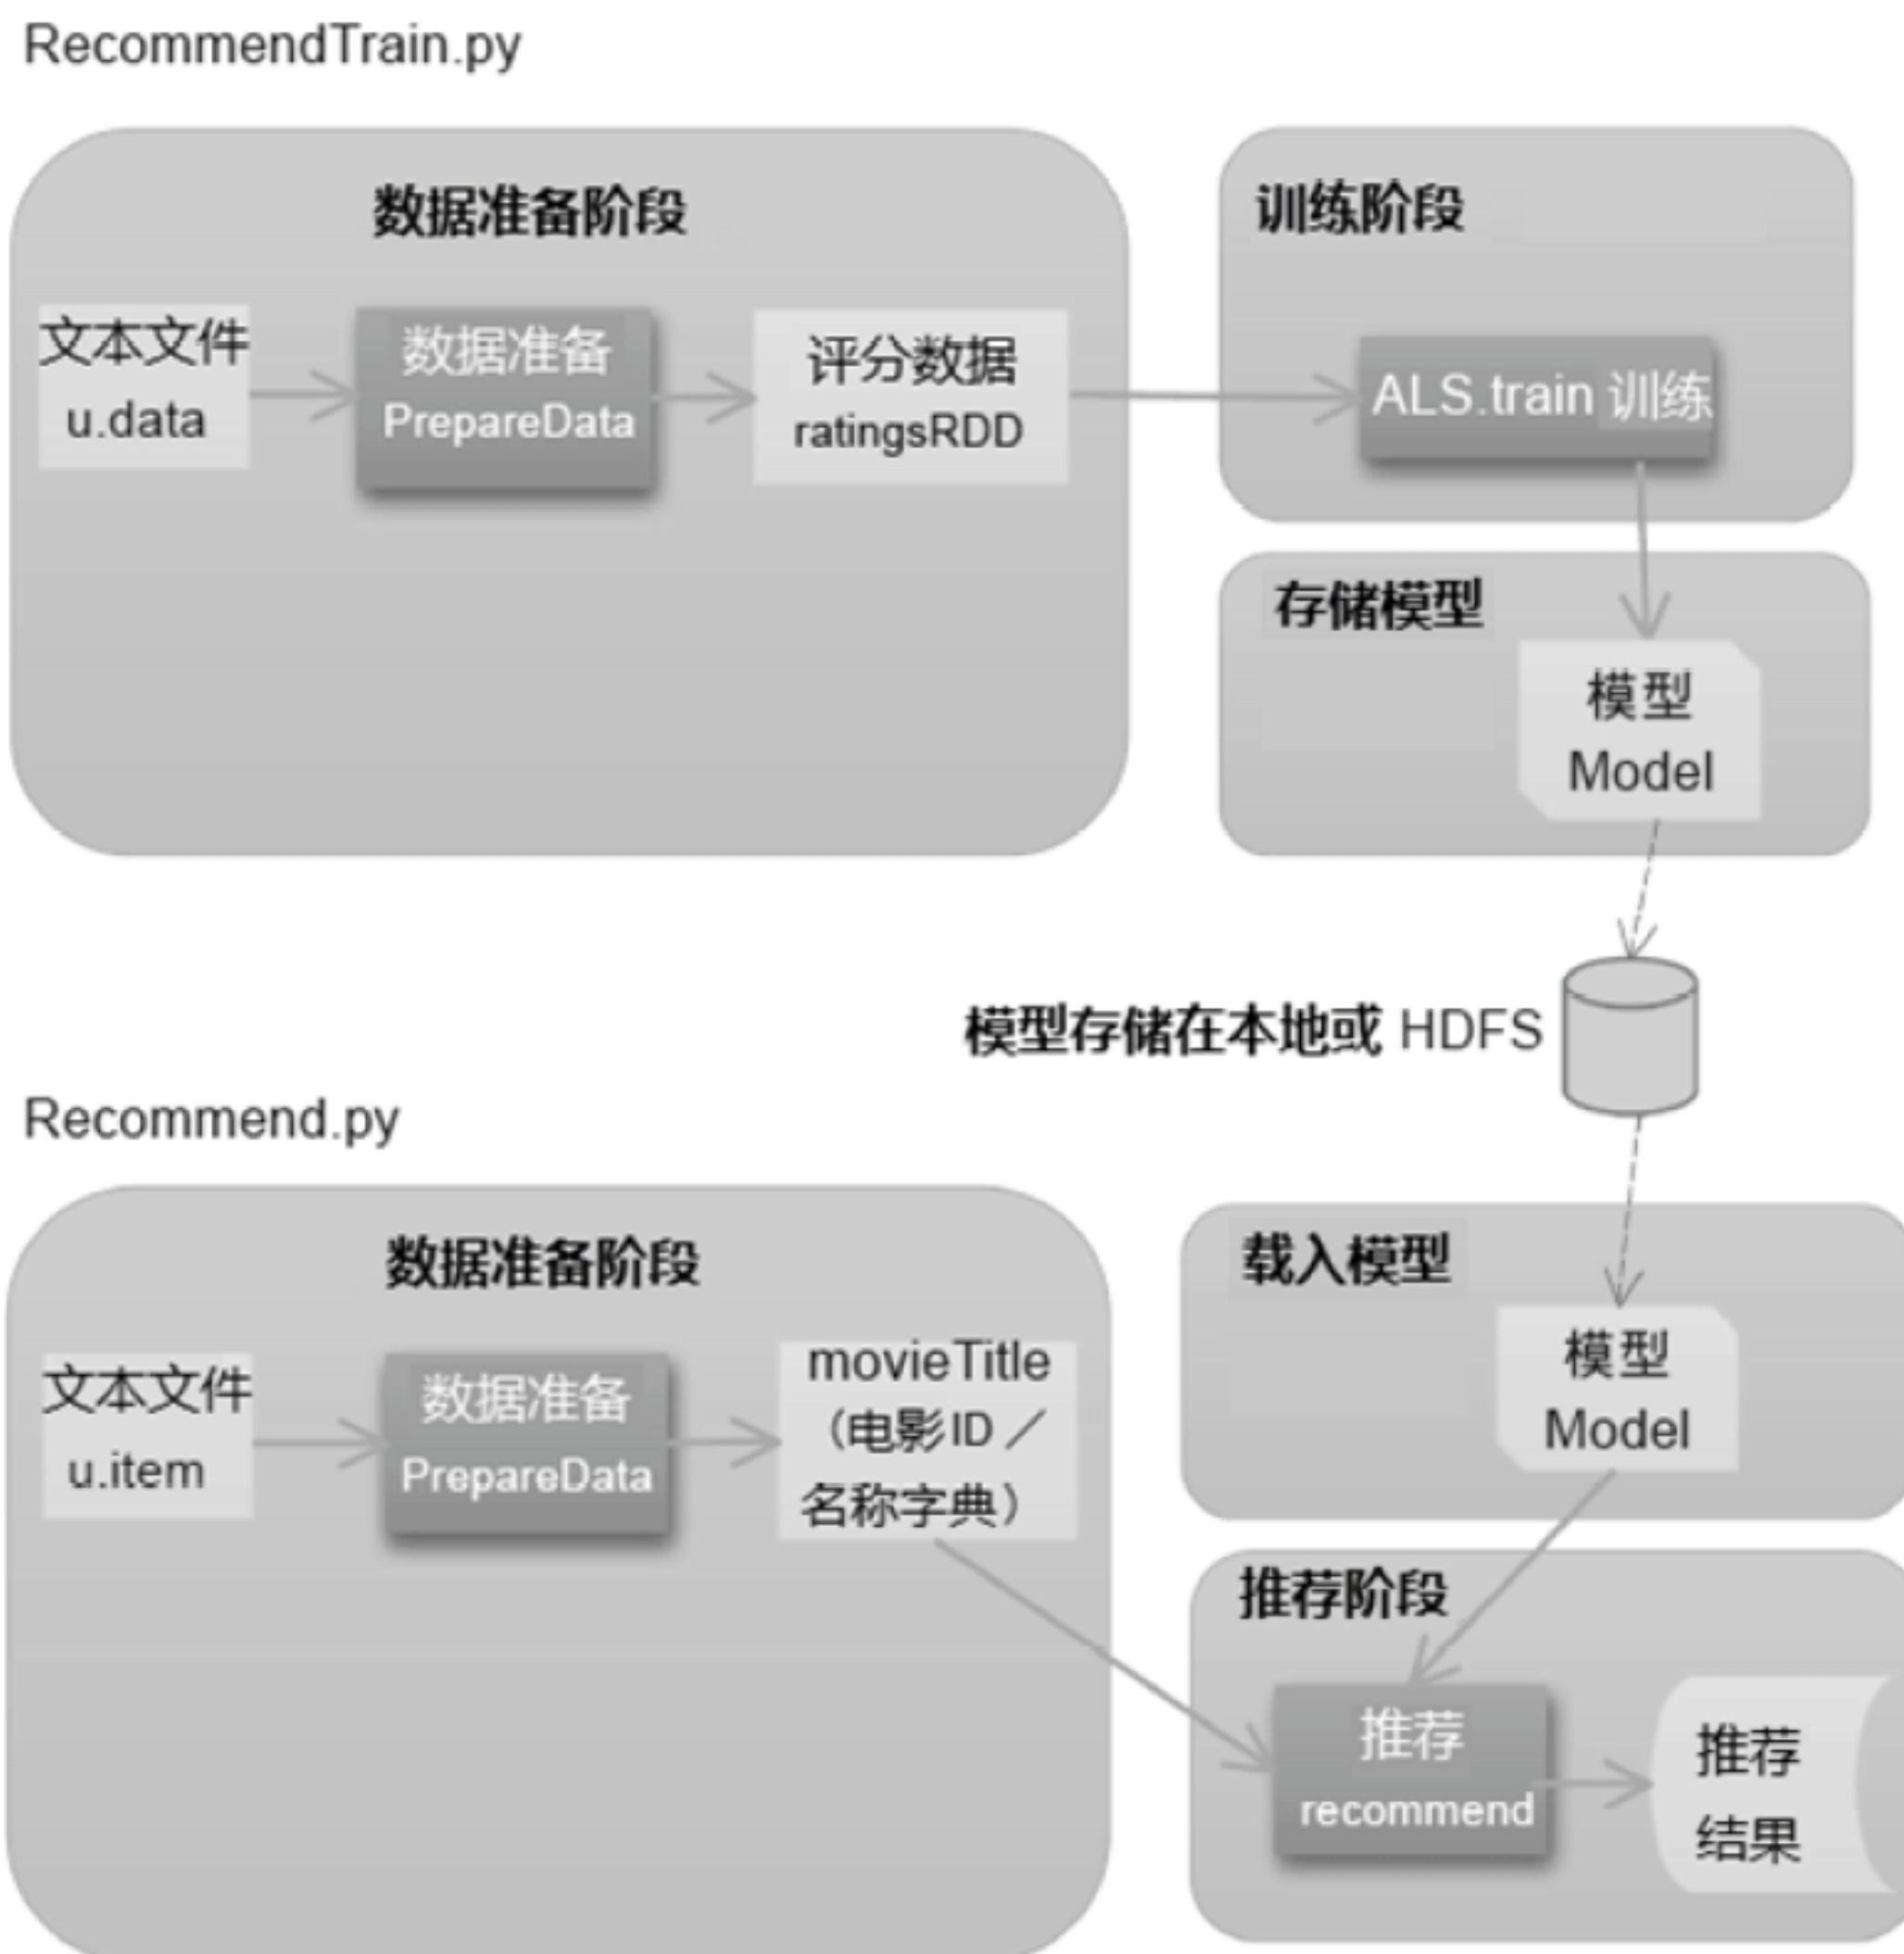 RecommendTrain.py
数据准备阶段
文本文件
u.data
数据准备
PrepareData
评分数据
ratingsRDD
训练阶段
ALS.train 训练
存储模型
模型
Model
模型存储在本地或 HDFS
Recommend.py
数据准备阶段
文本文件
u.item
数据准备
PrepareData
movieTitle
（电影ID／
名称字典）
载入模型
模型
Model
推荐阶段
推荐
recommend
推荐
结果